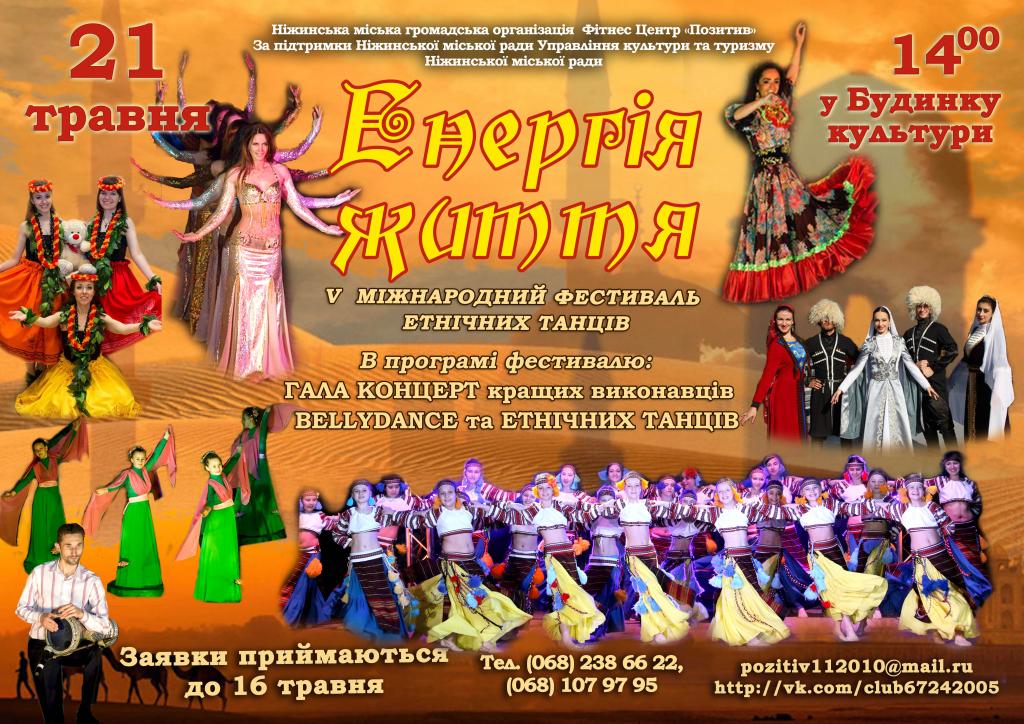 Ніжинська міська громадська організація Фітнес Центр «Позитив»
За підтримки Ніжинської міської ради Управління культури та туризму
Ніжинської міської ради
21
травня
14⁰⁰
у Будинку
культури
Енергія
життя
V МІЖНАРОДНИЙ ФЕСТИВАЛЬ
ЕТНІЧНИХ ТАНЦІВ
В програмі фестивалю:
ГАЛА КОНЦЕРТ кращих виконавців
BELLYDANCE та ЕТНІЧНИХ ТАНЦІВ
Заявки приймаються
до 16 травня
Тел. (068) 238 66 22,
(068) 107 97 95
pozitiv112010@mail.ru
http://vk.com/club67242005